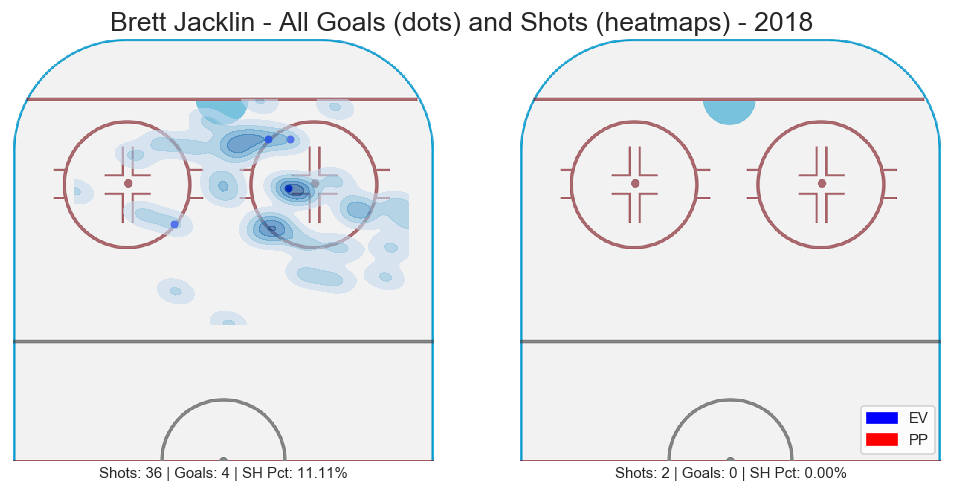 Brett Jacklin - All Goals (dots) and Shots (heatmaps) - 2018
EV
PP
Shots: 36 | Goals: 4 | SH Pct: 11.11%
Shots: 2 | Goals: 0 | SH Pct: 0.00%